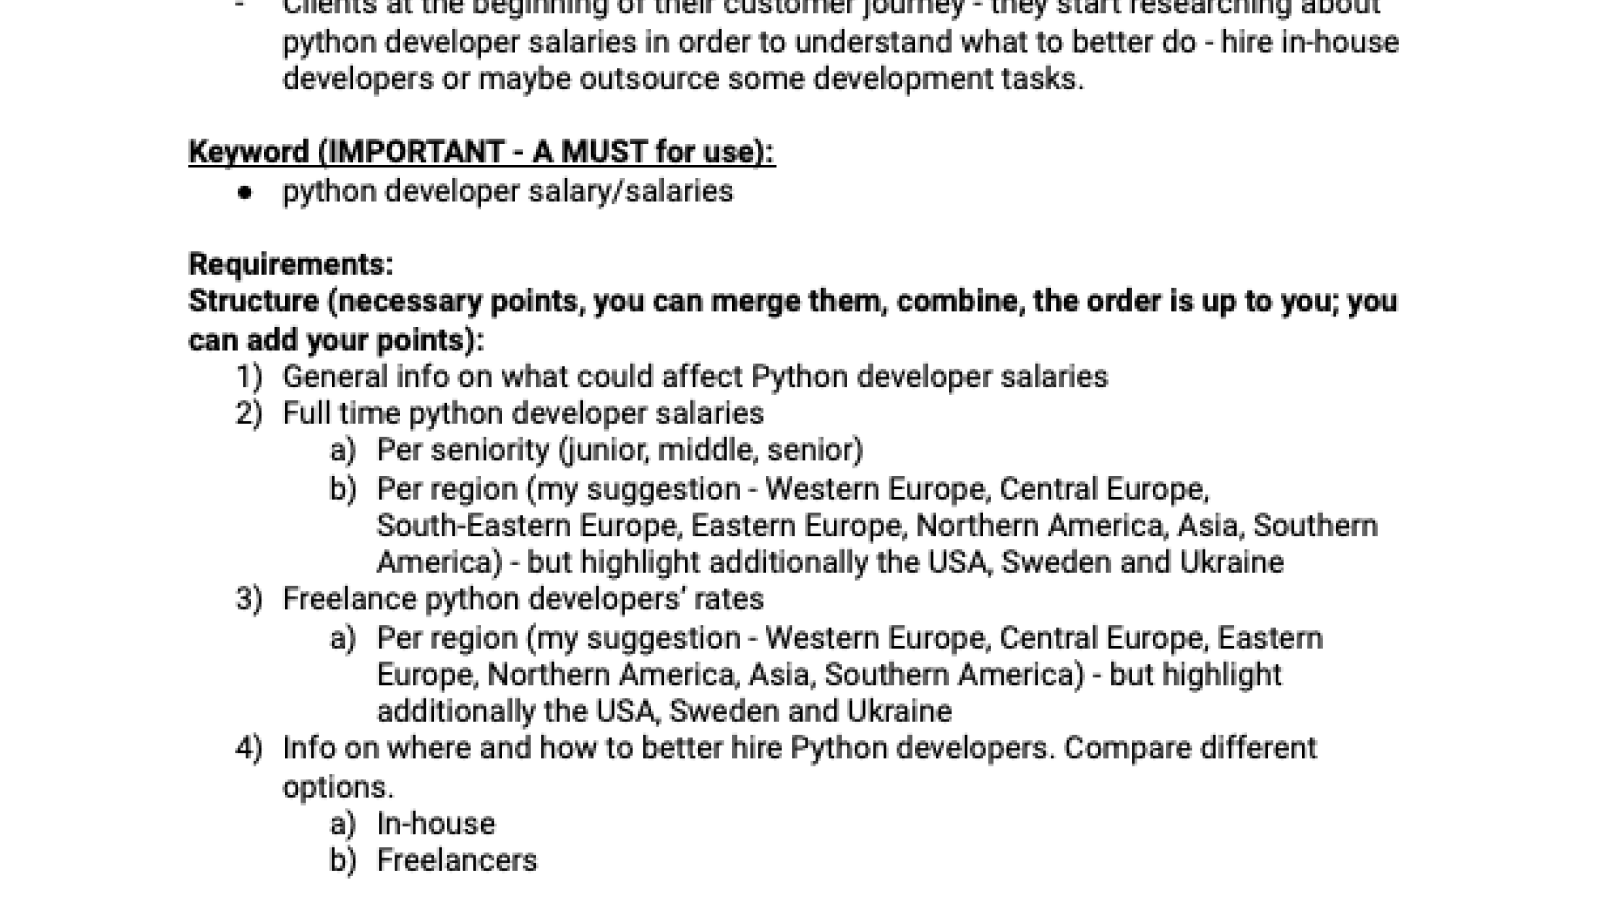 - Clients at the beginning of their customer journey - they start researching about
python developer salaries in order to understand what to better do - hire in-house
developers or maybe outsource some development tasks.
Keyword (IMPORTANT - A MUST for use):
● python developer salary/salaries
Requirements:
Structure (necessary points, you can merge them, combine, the order is up to you; you
can add your points):
1) General info on what could affect Python developer salaries
2) Full time python developer salaries
a) Per seniority (junior, middle, senior)
b) Per region (my suggestion - Western Europe, Central Europe,
South-Eastern Europe, Eastern Europe, Northern America, Asia, Southern
America) - but highlight additionally the USA, Sweden and Ukraine
3) Freelance python developers’ rates
a) Per region (my suggestion - Western Europe, Central Europe, Eastern
Europe, Northern America, Asia, Southern America) - but highlight
additionally the USA, Sweden and Ukraine
4) Info on where and how to better hire Python developers. Compare different
options.
a) In-house
b) Freelancers